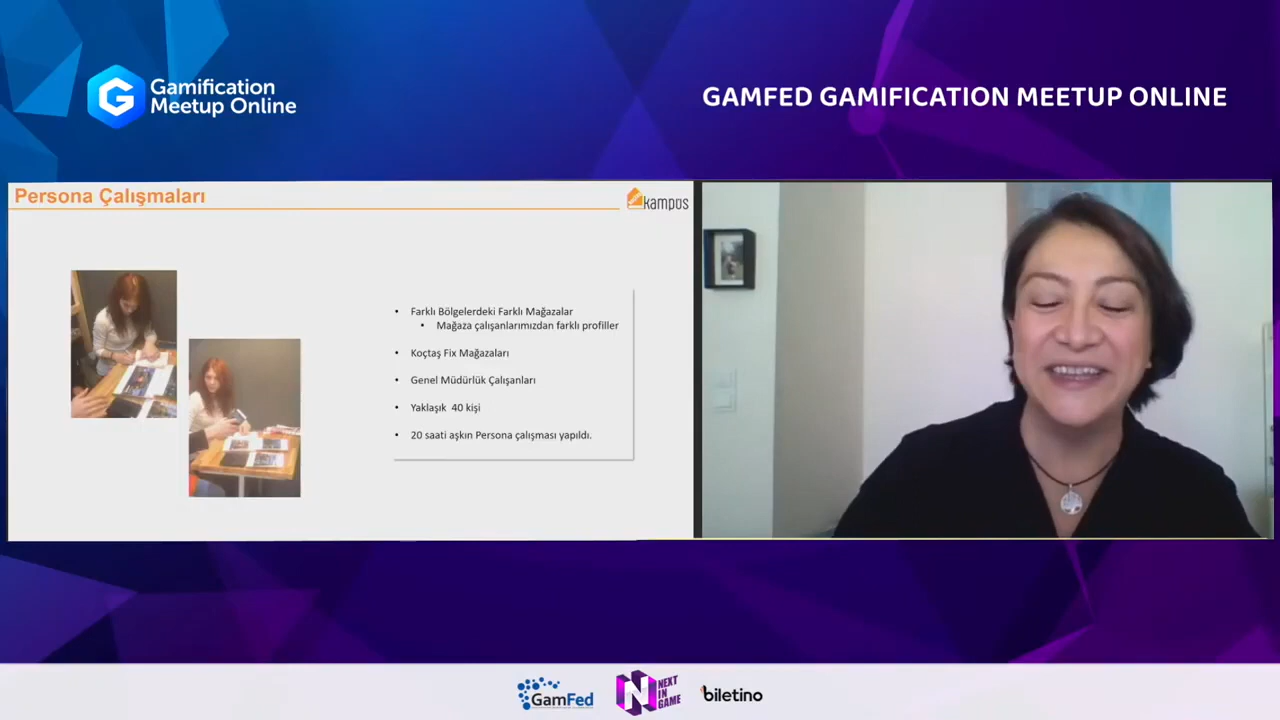 Gamification
Meetup Online
GAMFED GAMIFICATION MEETUP ONLINE
Persona Çalışmaları
kampüs
• Farklı Bölgelerdeki Farklı Mağazalar
• Mağaza çalışanlarımızdan farklı profiller
• Koçtaş Fix Mağazaları
• Genel Müdürlük Çalışanları
• Yaklaşık 40 kişi
• 20 saati aşkın Persona çalışması yapıldı.
GamFed
NEXT
IN
GAME
biletino